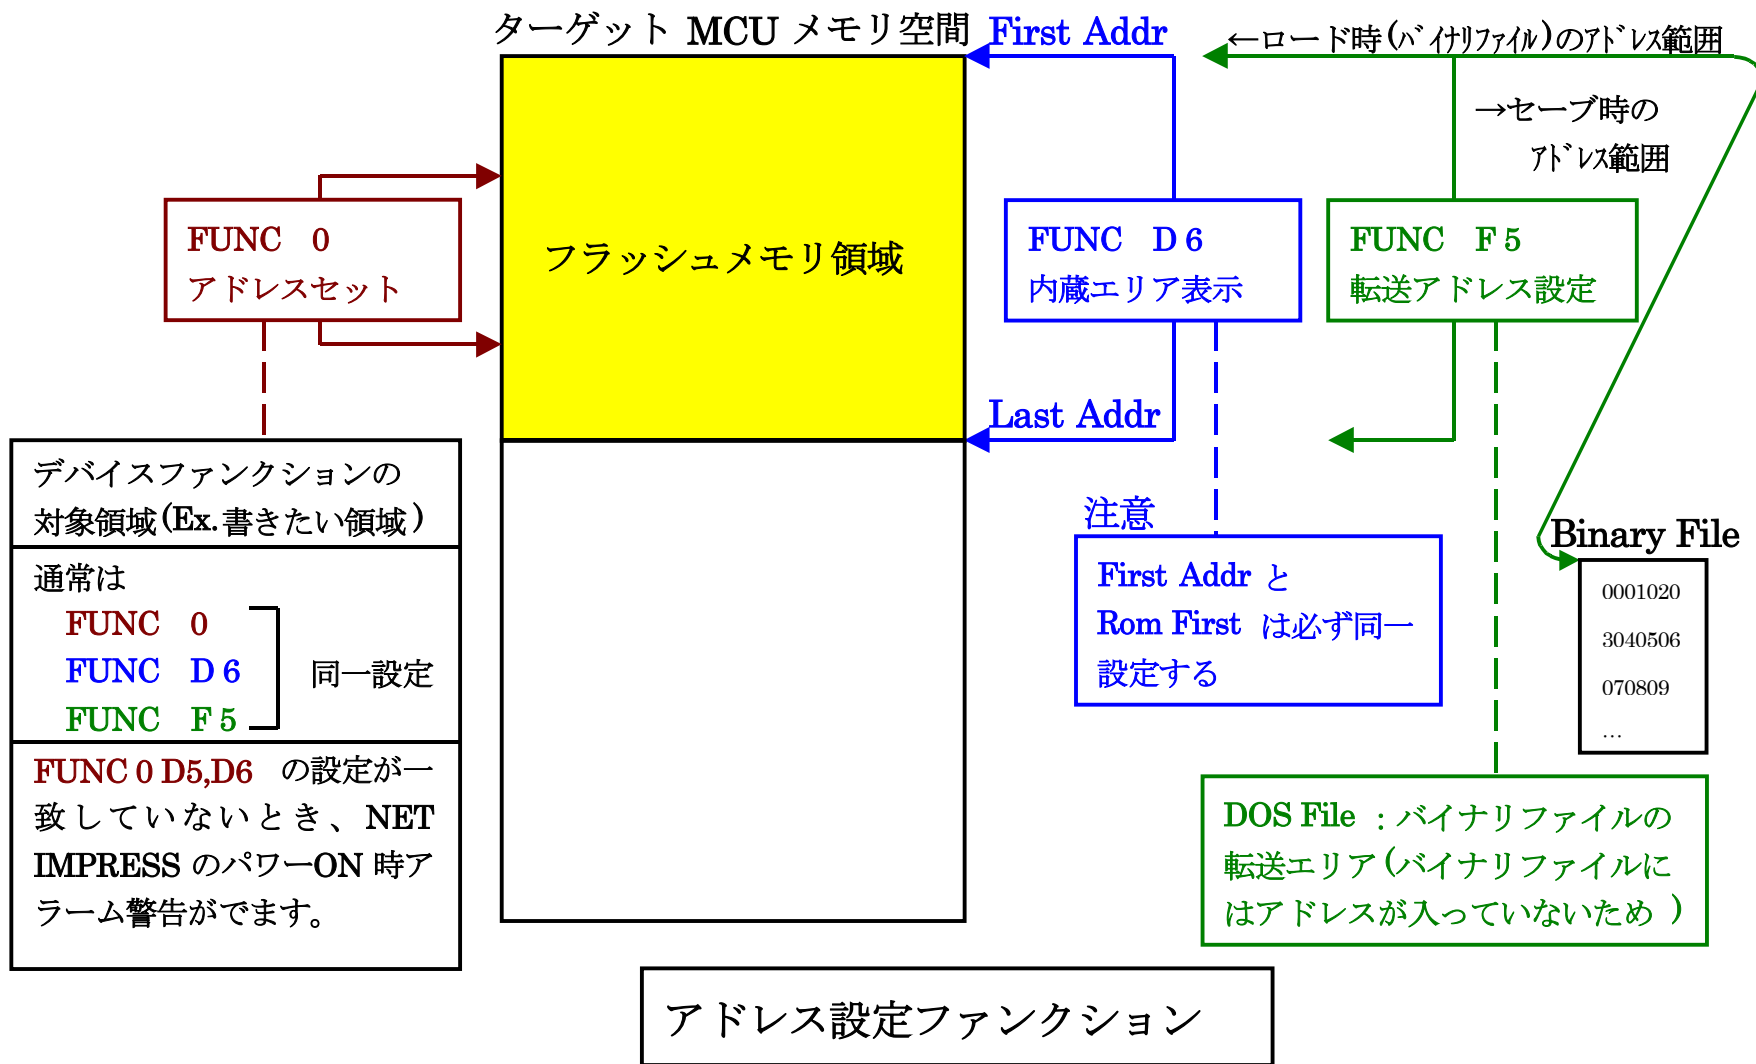 ターゲット MCU メモリ空間
First Addr
←ロード時(バイナリファイル)のアドレス範囲
→セーブ時の
アドレス範囲
FUNC 0
アドレスセット
フラッシュメモリ領域
FUNC D6
内蔵エリア表示
FUNC F5
転送アドレス設定
Last Addr
デバイスファンクションの
対象領域(Ex.書きたい領域)
通常は
FUNC 0
FUNC D6
FUNC F5
同一設定
FUNC 0 D5,D6 の設定が一
致していないとき、NET
IMPRESS のパワーON 時ア
ラーム警告がでます。
注意
First Addr と
Rom First は必ず同一
設定する
Binary File
0001020
3040506
070809
…
DOS File :バイナリファイルの
転送エリア(バイナリファイルに
はアドレスが入っていないため )
アドレス設定ファンクション